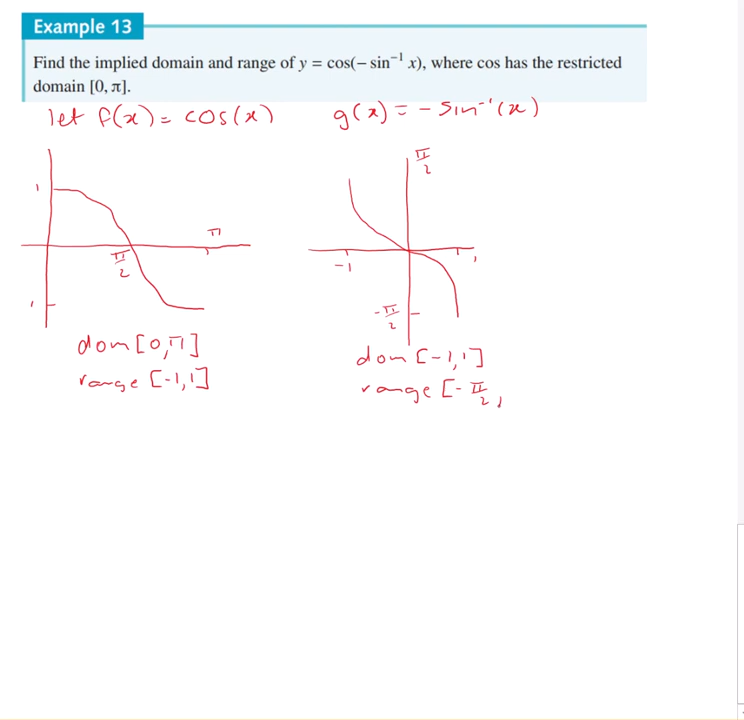 Example 13
Find the implied domain and range of y = cos(− sin⁻¹ x), where cos has the restricted
domain [0, π].
let f(x) = cos(x)
g(x) = - sin⁻¹(x)
1
π
π/2
1
dom [0,π]
range [-1,1]
π/2
-1
1
-π/2
dom [-1,1]
range [-π/2,